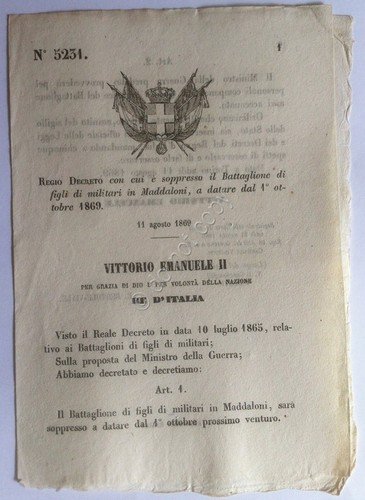 N° 5231.
1
REGIO DECRETO con cui è soppresso il Battaglione di
figli di militari in Maddaloni, a datare dal 1° ot-
tobre 1869.
11 agosto 1869
VITTORIO EMANUELE II
PER GRAZIA DI DIO E PER VOLONTÀ DELLA NAZIONE
RE D'ITALIA
Visto il Reale Decreto in data 10 luglio 1865, rela-
tivo ai Battaglioni di figli di militari;
Sulla proposta del Ministro della Guerra;
Abbiamo decretato e decretiamo:
Art. 1.
Il Battaglione di figli di militari in Maddaloni, sarà
soppresso a datare dal 1° ottobre prossimo venturo.